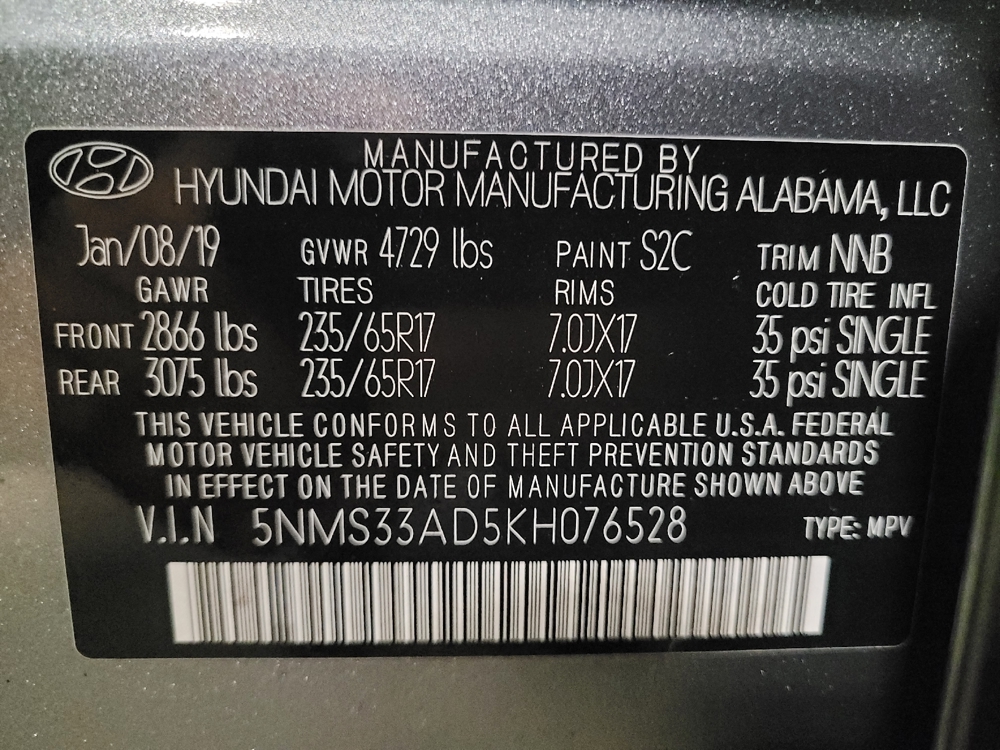 MANUFACTURED BY
HYUNDAI MOTOR MANUFACTURING ALABAMA, LLC
Jan/08/19 GVWR 4729 lbs PAINT S2C TRIM NNB
GAWR TIRES RIMS COLD TIRE INFL
FRONT 2866 lbs 235/65R17 7.0JX17 35 psi SINGLE
REAR 3075 lbs 235/65R17 7.0JX17 35 psi SINGLE
THIS VEHICLE CONFORMS TO ALL APPLICABLE U.S.A. FEDERAL
MOTOR VEHICLE SAFETY AND THEFT PREVENTION STANDARDS
IN EFFECT ON THE DATE OF MANUFACTURE SHOWN ABOVE
V.I.N 5NMS33AD5KH076528 TYPE: MPV